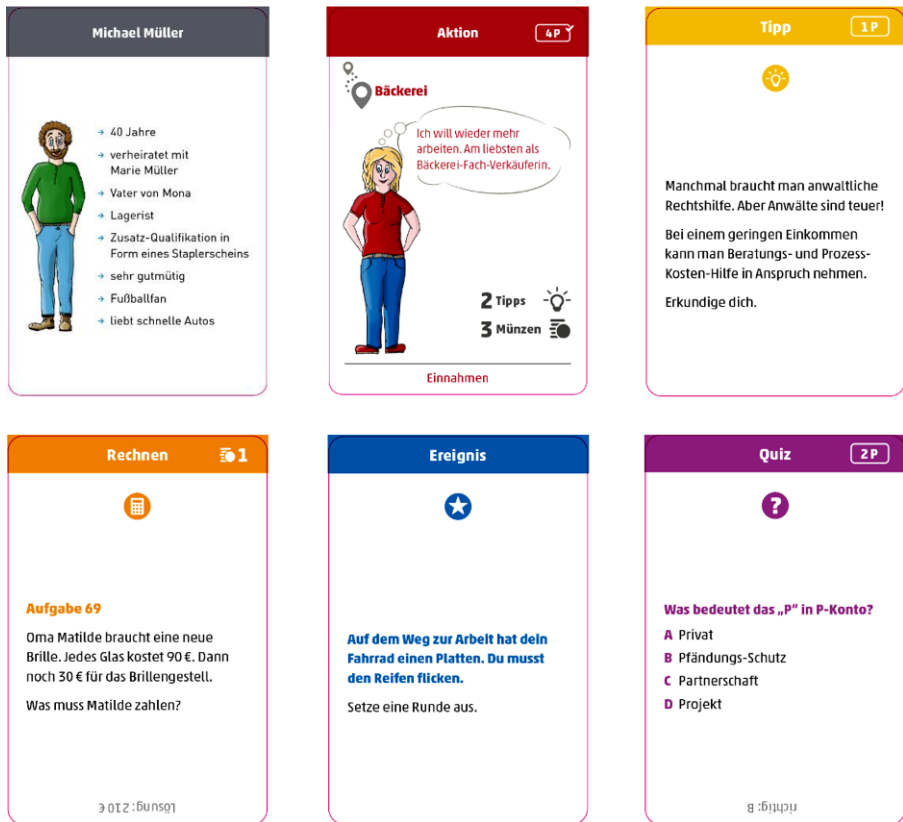 Michael Müller
→ 40 Jahre
→ verheiratet mit
Marie Müller
→ Vater von Mona
→ Lagerist
→ Zusatz-Qualifikation in
Form eines Staplerscheins
→ sehr gutmütig
→ Fußballfan
→ liebt schnelle Autos
Aktion 4P
Bäckerei
Ich will wieder mehr
arbeiten. Am liebsten als
Bäckerei-Fach-Verkäuferin.
2 Tipps
3 Münzen
Einnahmen
Tipp 1P
Manchmal braucht man anwaltliche
Rechtshilfe. Aber Anwälte sind teuer!
Bei einem geringen Einkommen
kann man Beratungs- und Prozess-
Kosten-Hilfe in Anspruch nehmen.
Erkundige dich.
Rechnen 1
Aufgabe 69
Oma Matilde braucht eine neue
Brille. Jedes Glas kostet 90 €. Dann
noch 30 € für das Brillengestell.
Was muss Matilde zahlen?
Lösung: 210 €
Ereignis
Auf dem Weg zur Arbeit hat dein
Fahrrad einen Platten. Du musst
den Reifen flicken.
Setze eine Runde aus.
Quiz 2P
?
Was bedeutet das „P" in P-Konto?
A Privat
B Pfändungs-Schutz
C Partnerschaft
D Projekt
richtig: B